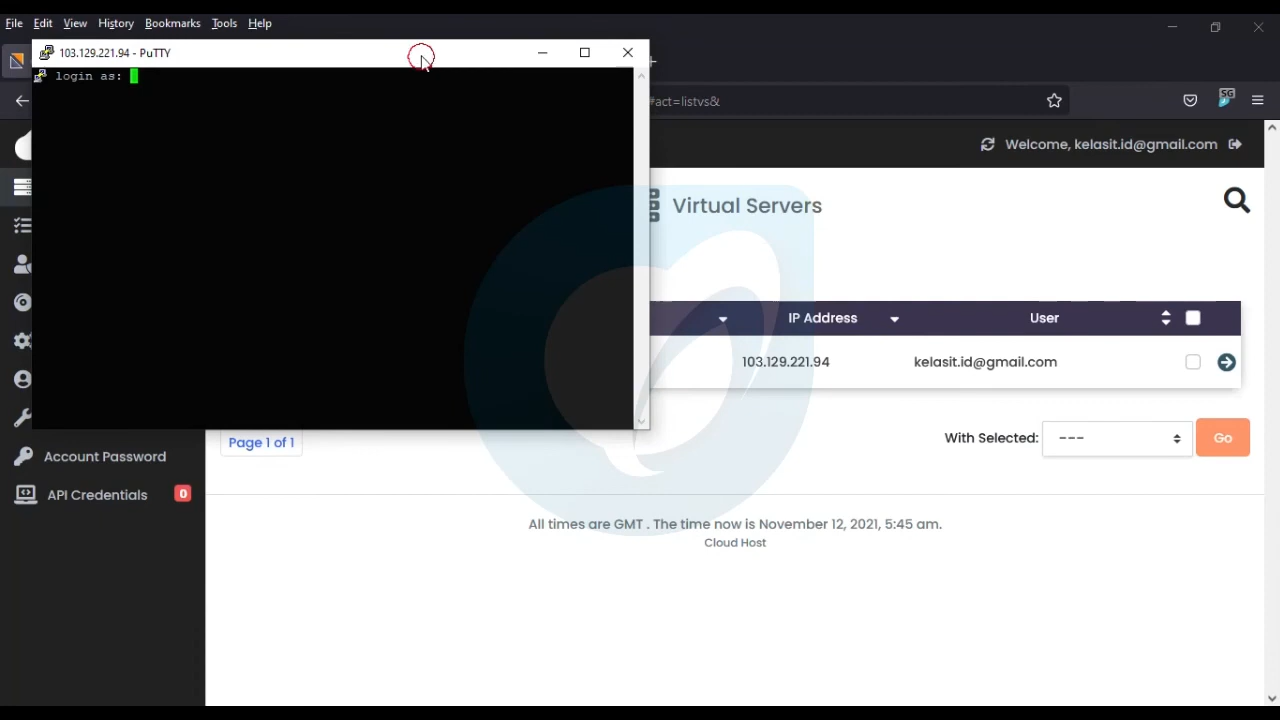 File Edit View History Bookmarks Tools Help
103.129.221.94 - PuTTY
login as:
#act=listvs&
SG
Welcome, kelasit.id@gmail.com
Virtual Servers
IP Address User
103.129.221.94 kelasit.id@gmail.com
Page 1 of 1
With Selected: --- Go
Account Password
API Credentials 0
All times are GMT . The time now is November 12, 2021, 5:45 am.
Cloud Host